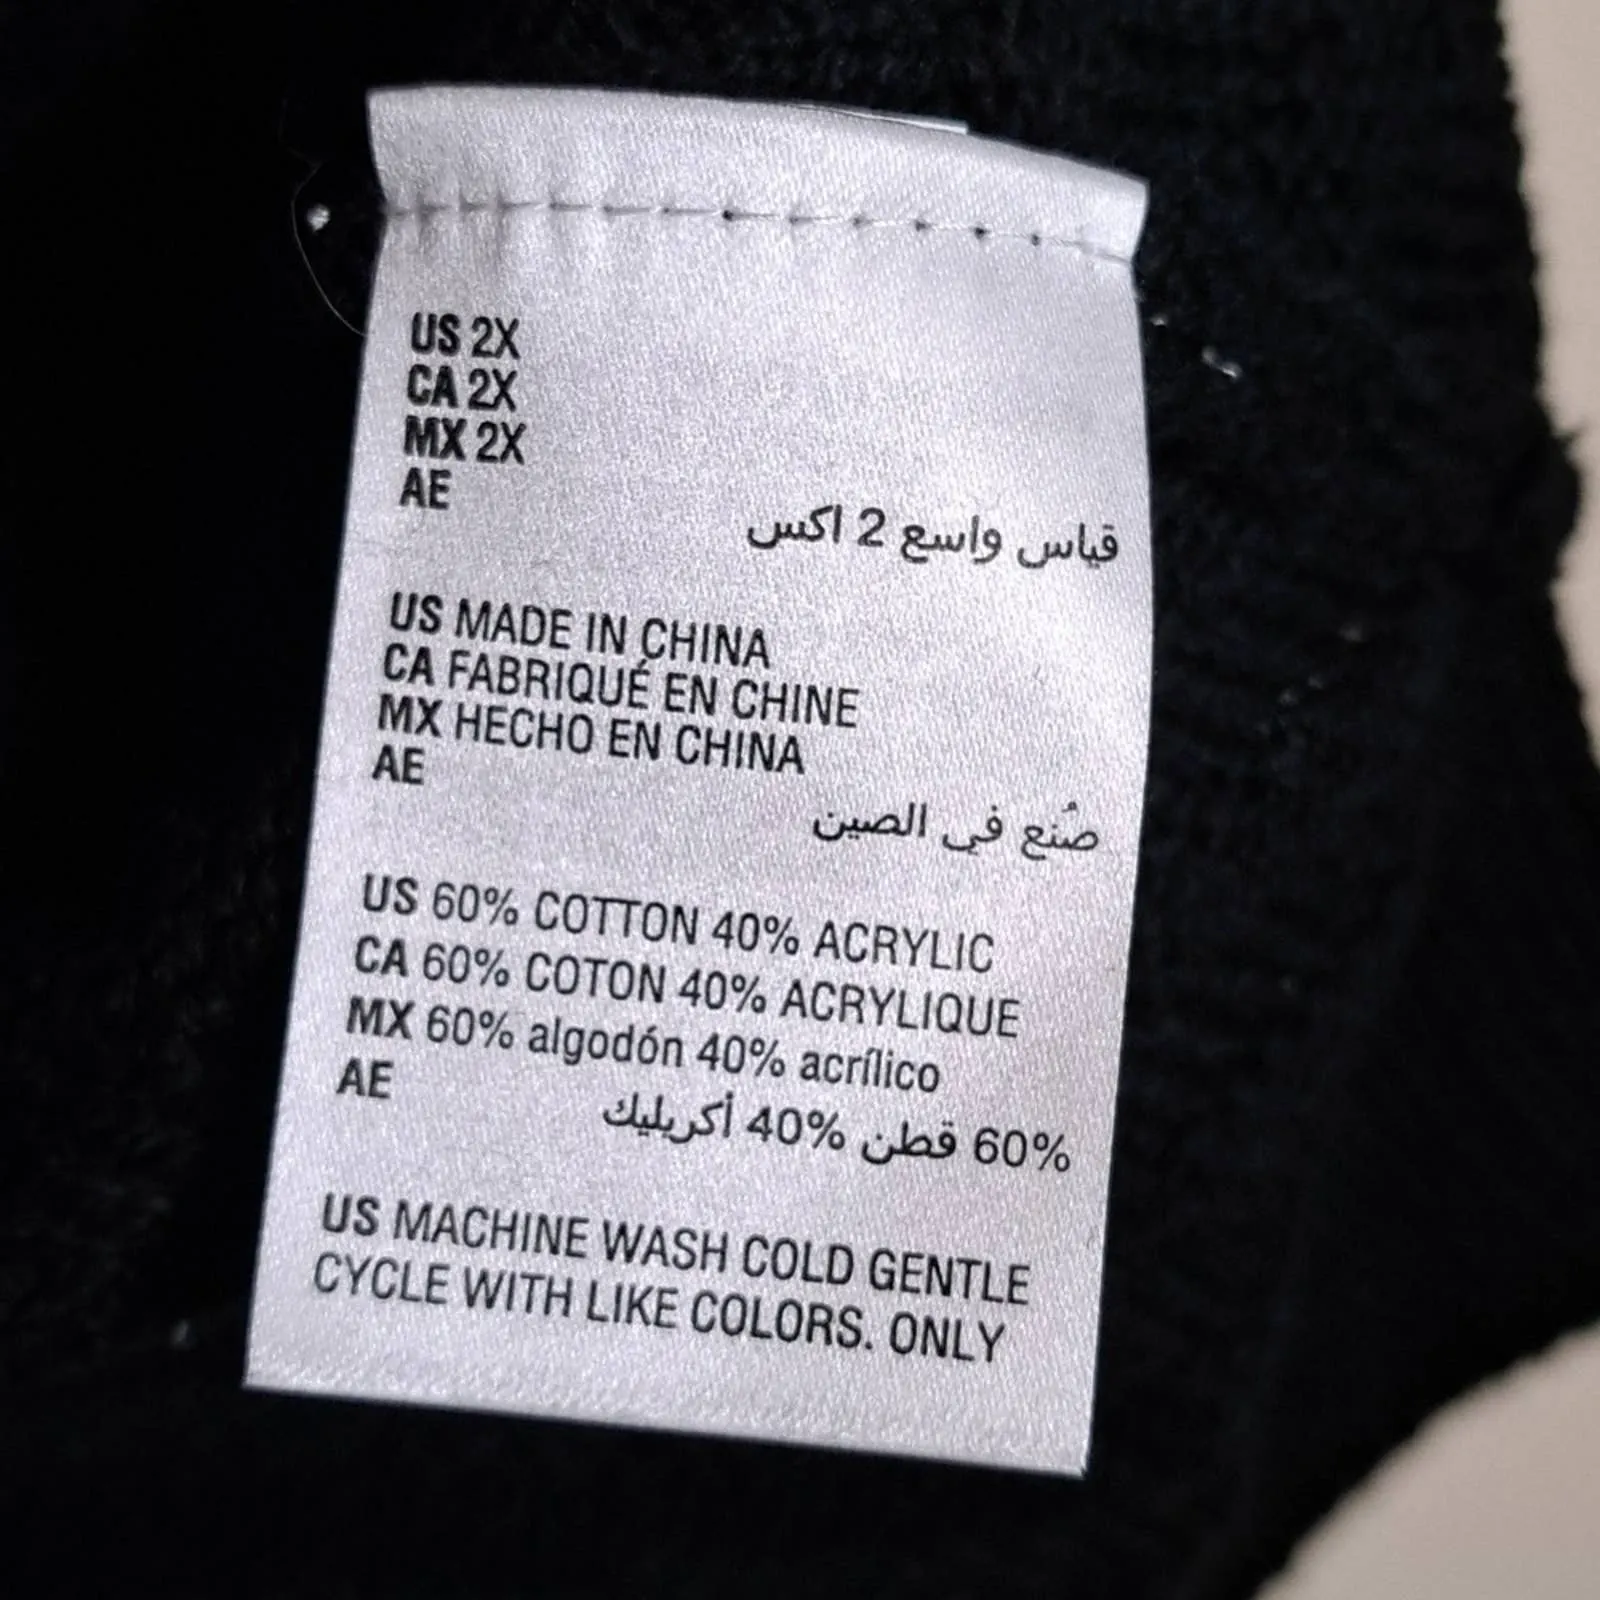 US 2X
CA 2X
MX 2X
AE
قياس واسع 2 اكس
US MADE IN CHINA
CA FABRIQUÉ EN CHINE
MX HECHO EN CHINA
AE
صُنع في الصين
US 60% COTTON 40% ACRYLIC
CA 60% COTON 40% ACRYLIQUE
MX 60% algodón 40% acrílico
AE
60% قطن 40% أكريليك
US MACHINE WASH COLD GENTLE
CYCLE WITH LIKE COLORS. ONLY